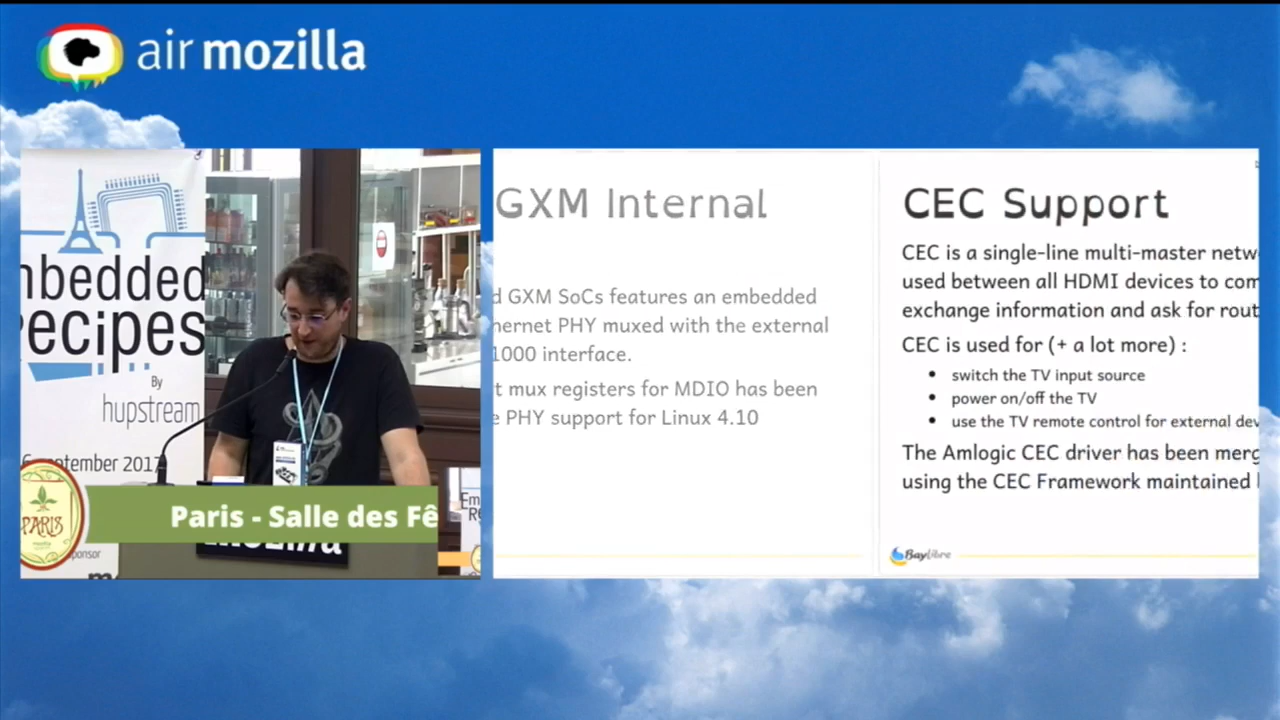 air mozilla
mbedded
ecipes
By
hupstream
September 2017
PARIS
mozilla
Paris - Salle des Fê
ponsor
Em
GXM Internal
d GXM SoCs features an embedded
hernet PHY muxed with the external
1000 interface.
t mux registers for MDIO has been
e PHY support for Linux 4.10
CEC Support
CEC is a single-line multi-master netw
used between all HDMI devices to com
exchange information and ask for rout
CEC is used for (+ a lot more) :
• switch the TV input source
• power on/off the TV
• use the TV remote control for external dev
The Amlogic CEC driver has been merg
using the CEC Framework maintained
BayLibre